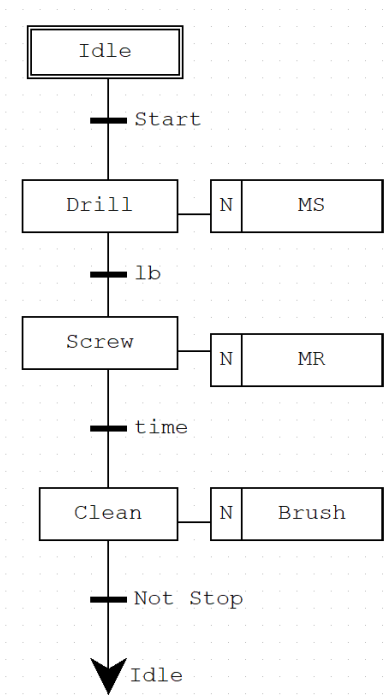 Idle
Start
Drill N MS
lb
Screw N MR
time
Clean N Brush
Not Stop
Idle